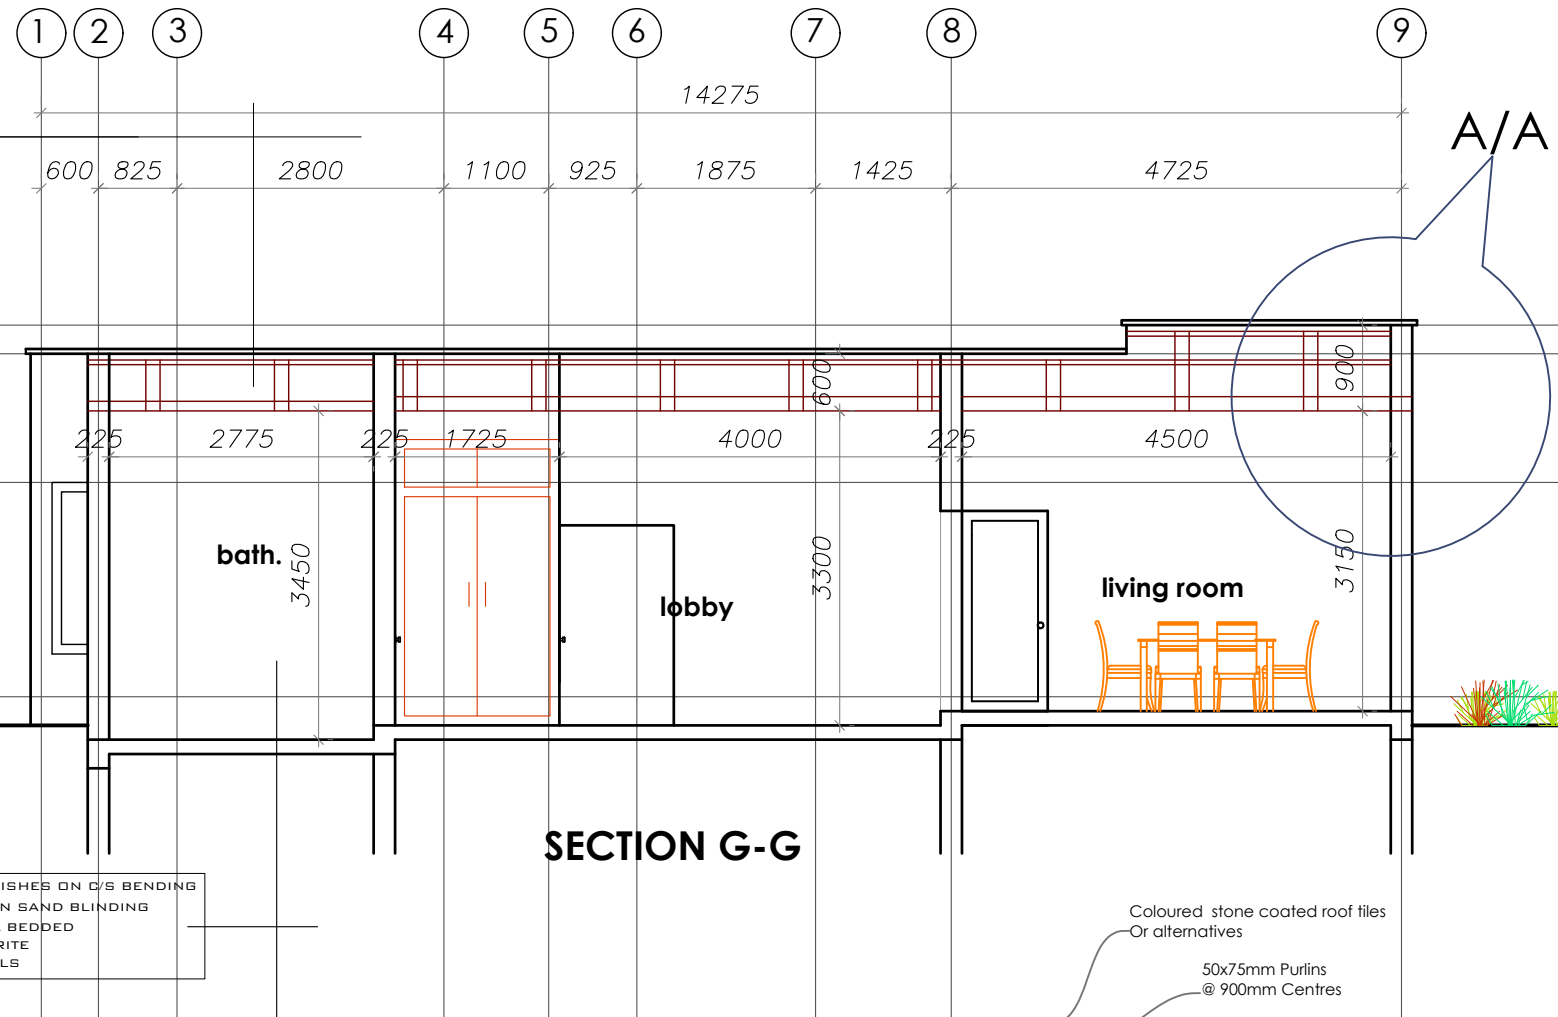 1 2 3 4 5 6 7 8 9
14275
A/A
600 825 2800 1100 925 1875 1425 4725
600
900
225 2775 225 1725 4000 225 4500
bath.
3450
3300
3150
lobby
living room
SECTION G-G
ISHES ON C/S BENDING
N SAND BLINDING
BEDDED
RITE
LS
Coloured stone coated roof tiles
Or alternatives
50x75mm Purlins
@ 900mm Centres